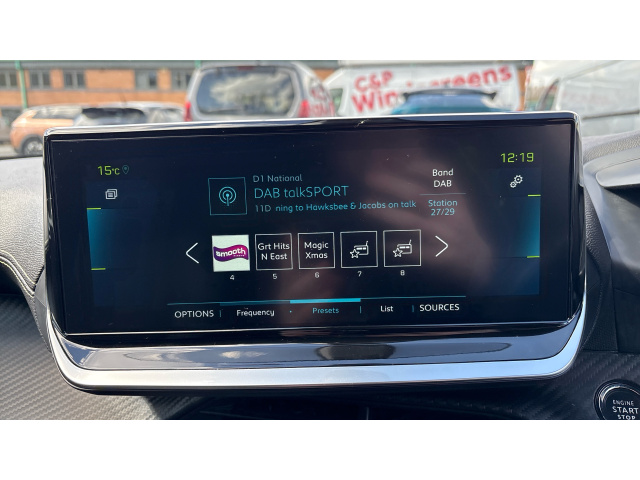 C&P
Windscreens
15°C
12:19
D1 National
DAB talkSPORT
11D ning to Hawksbee & Jacobs on talk
Band
DAB
Station
27/29
smooth
Grt Hits
N East
Magic
Xmas
4
5
6
7
8
OPTIONS
Frequency
Presets
List
SOURCES
ENGINE
START
STOP